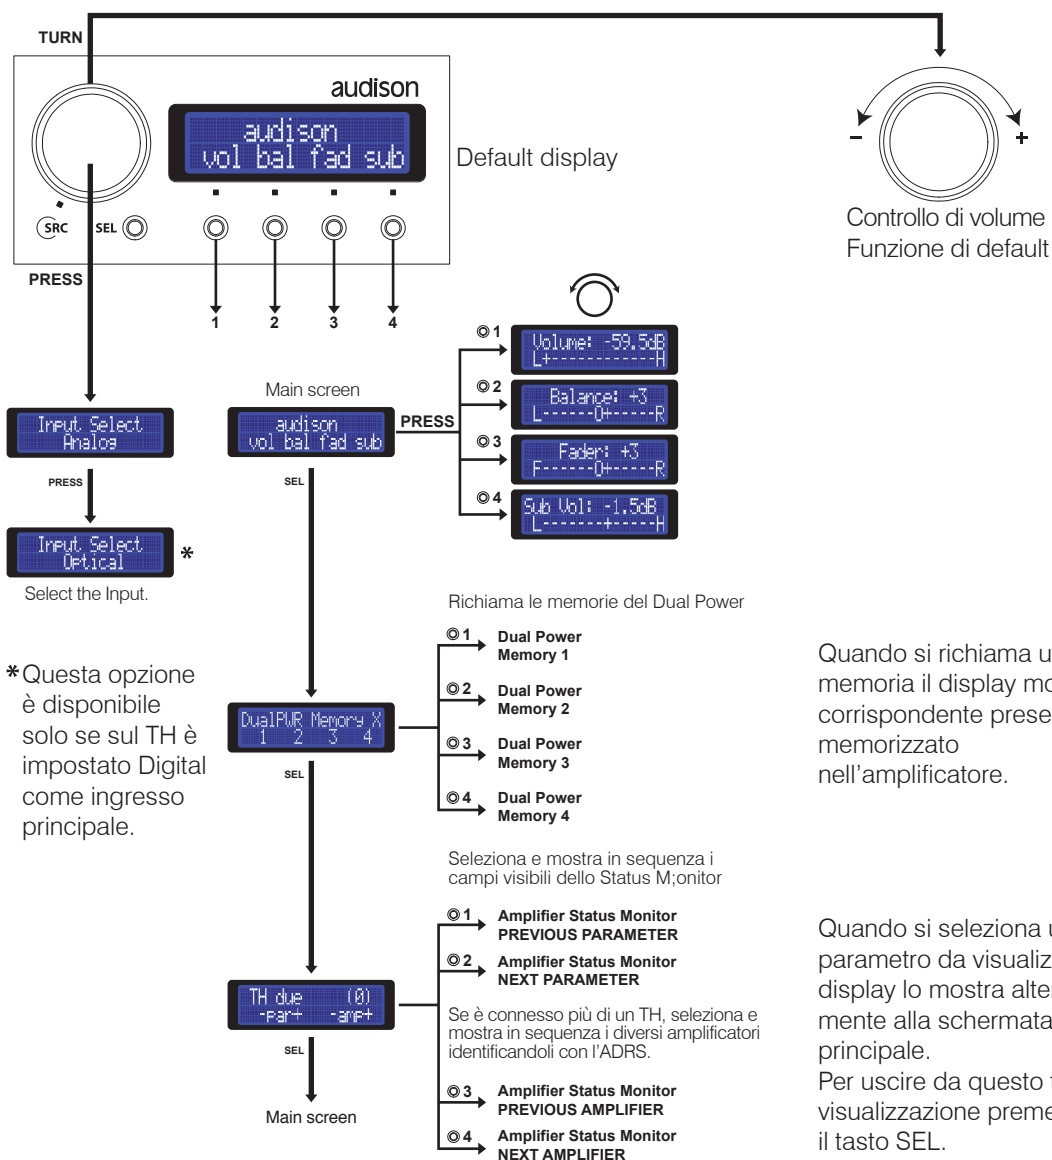 TURN
audison
audison
vol bal fad sub
Default display
SRC
SEL
PRESS
1 2 3 4
- +
Controllo di volume
Funzione di default
Input Select
Analog
PRESS
Input Select
Optical
*
Select the Input.
*Questa opzione
è disponibile
solo se sul TH è
impostato Digital
come ingresso
principale.
Main screen
audison
vol bal fad sub
PRESS
1
Volume: -59.5dB
L+------------H
2
Balance: +3
L------0+-----R
3
Fader: +3
F------0+-----R
4
Sub Vol: -1.5dB
L-------+-----H
SEL
Richiama le memorie del Dual Power
DualPWR Memory X
1 2 3 4
1 Dual Power
Memory 1
2 Dual Power
Memory 2
3 Dual Power
Memory 3
4 Dual Power
Memory 4
Quando si richiama u
memoria il display mo
corrispondente prese
memorizzato
nell'amplificatore.
SEL
Seleziona e mostra in sequenza i
campi visibili dello Status M;onitor
TH due (0)
-par+ -amp+
1 Amplifier Status Monitor
PREVIOUS PARAMETER
2 Amplifier Status Monitor
NEXT PARAMETER
Se è connesso più di un TH, seleziona e
mostra in sequenza i diversi amplificatori
identificandoli con l'ADRS.
3 Amplifier Status Monitor
PREVIOUS AMPLIFIER
4 Amplifier Status Monitor
NEXT AMPLIFIER
SEL
Main screen
Quando si seleziona u
parametro da visualiz
display lo mostra alter
mente alla schermata
principale.
Per uscire da questo t
visualizzazione preme
il tasto SEL.